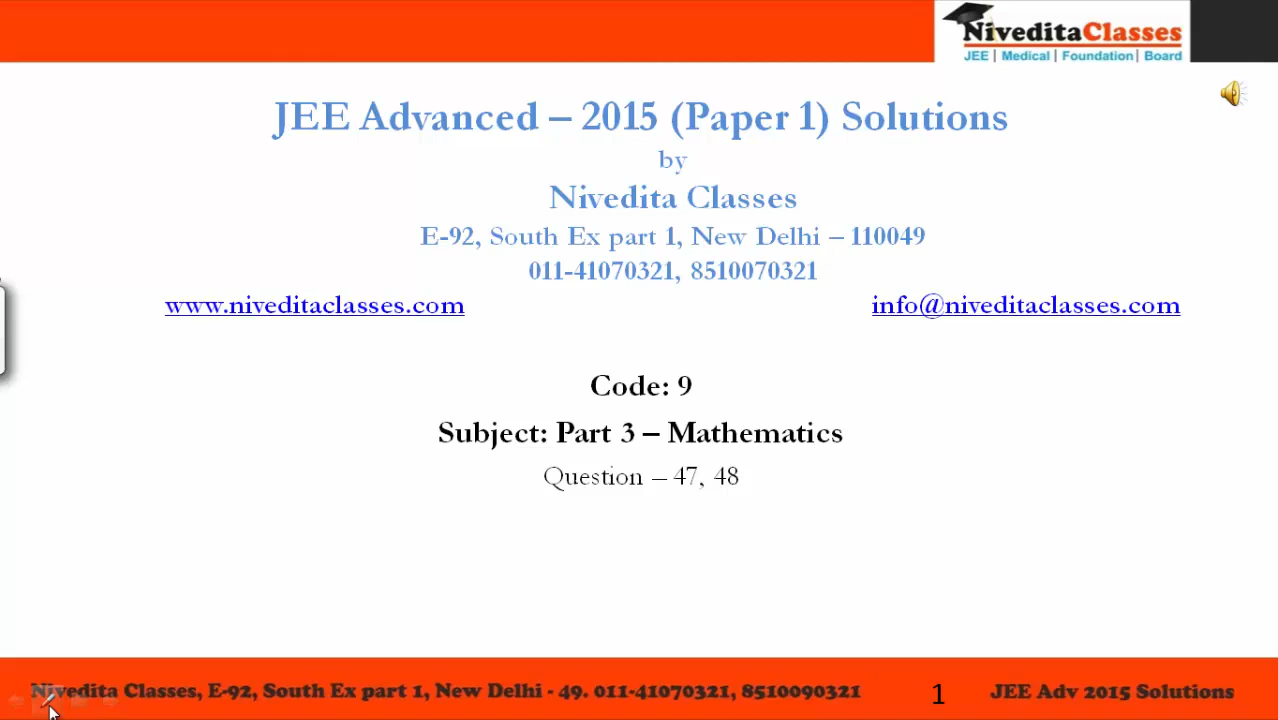 NiveditaClasses
JEE | Medical | Foundation | Board
JEE Advanced – 2015 (Paper 1) Solutions
by
Nivedita Classes
E-92, South Ex part 1, New Delhi – 110049
011-41070321, 8510070321
www.niveditaclasses.com info@niveditaclasses.com
Code: 9
Subject: Part 3 – Mathematics
Question – 47, 48
Nivedita Classes, E-92, South Ex part 1, New Delhi - 49. 011-41070321, 8510090321 1 JEE Adv 2015 Solutions